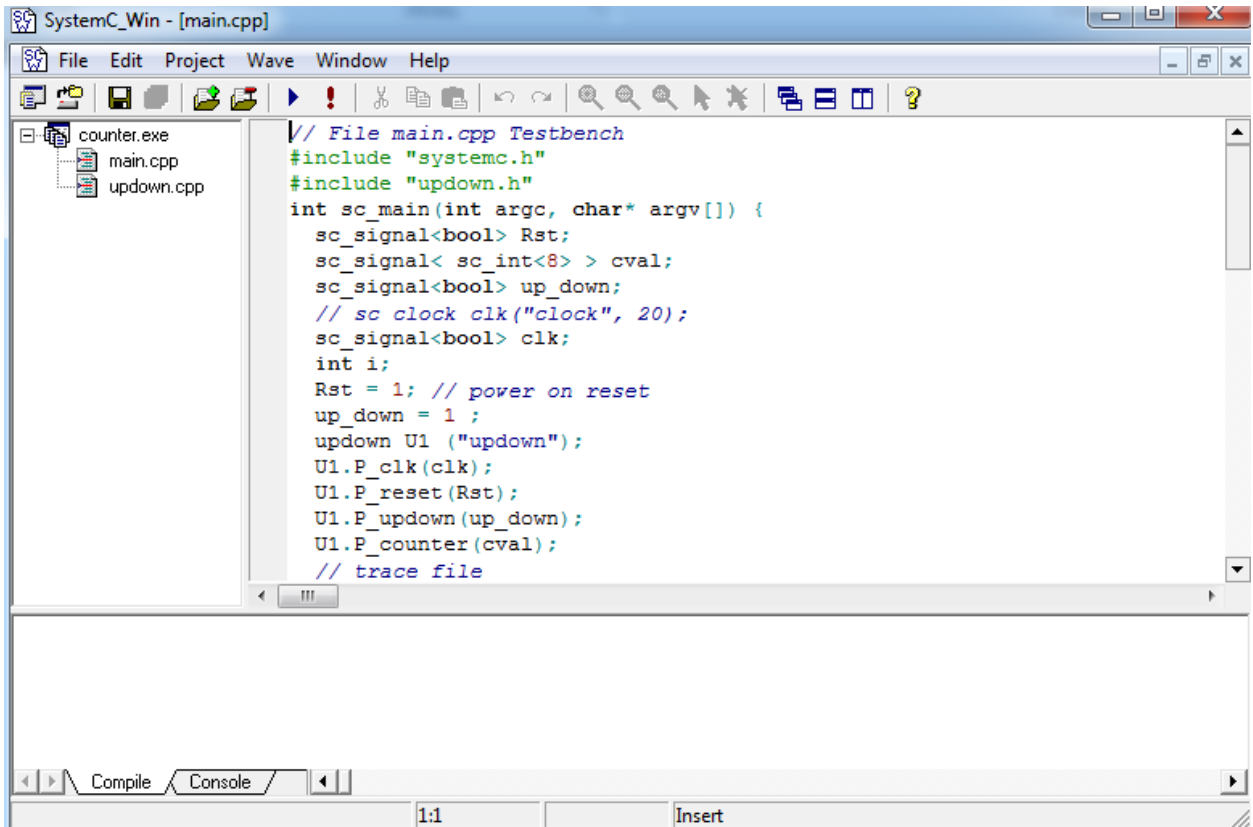 SystemC_Win - [main.cpp]
File Edit Project Wave Window Help
counter.exe
main.cpp
updown.cpp
// File main.cpp Testbench
#include "systemc.h"
#include "updown.h"
int sc_main(int argc, char* argv[]) {
sc_signal<bool> Rst;
sc_signal< sc_int<8> > cval;
sc_signal<bool> up_down;
// sc clock clk("clock", 20);
sc_signal<bool> clk;
int i;
Rst = 1; // power on reset
up_down = 1 ;
updown U1 ("updown");
U1.P_clk(clk);
U1.P_reset(Rst);
U1.P_updown(up_down);
U1.P_counter(cval);
// trace file
Compile Console
1:1 Insert